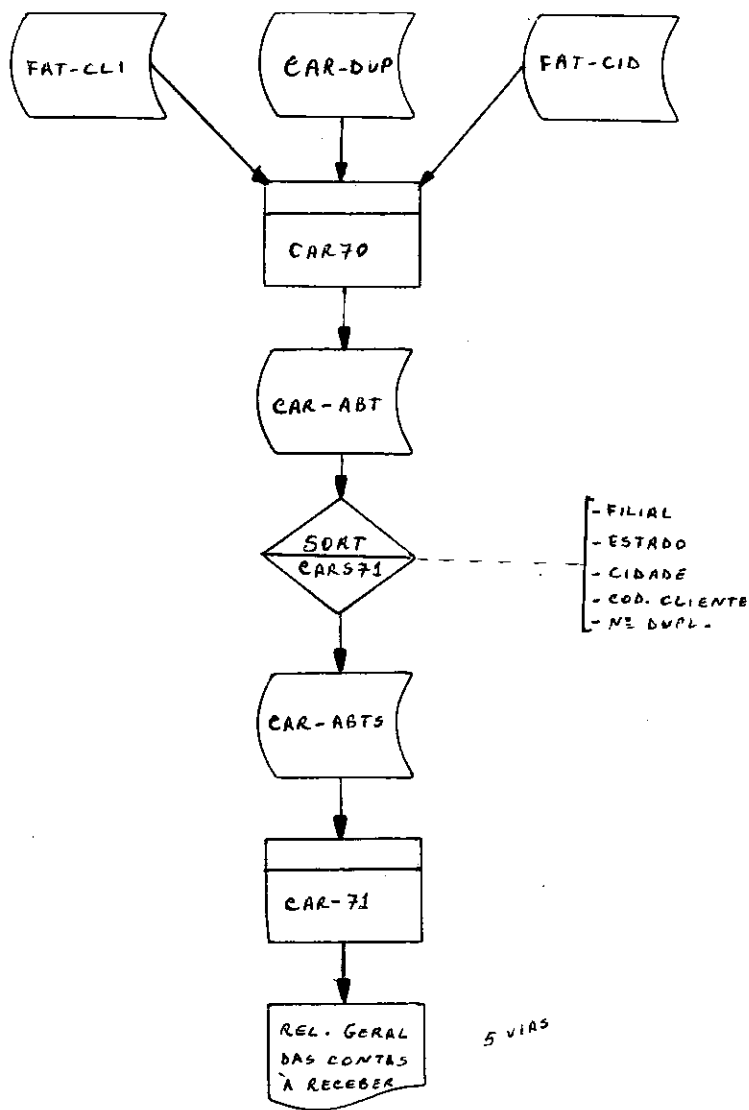 FAT-CLI
CAR-DUP
FAT-CID
CAR70
CAR-ABT
SORT
CARS71
-FILIAL
-ESTADO
-CIDADE
-COD. CLIENTE
-Nº DUPL.
CAR-ABTS
CAR-71
REL. GERAL
DAS CONTAS
À RECEBER
5 VIAS